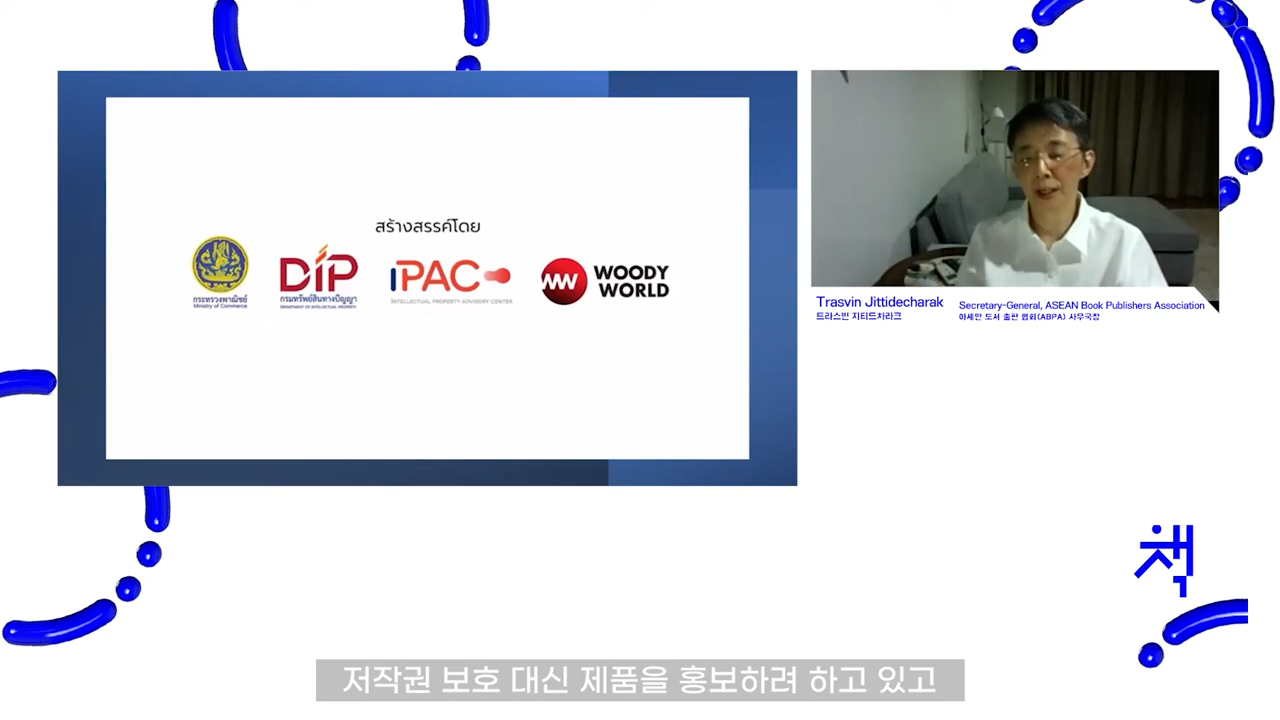 สร้างสรรค์โดย
กระทรวงพาณิชย์
Ministry of Commerce
DIP
กรมทรัพย์สินทางปัญญา
DEPARTMENT OF INTELLECTUAL PROPERTY
iPAC
INTELLECTUAL PROPERTY ADVISORY CENTER
WW
WOODY
WORLD
Trasvin Jittidecharak
트라스빈 지티드차라크
Secretary-General, ASEAN Book Publishers Association
아세안 도서 출판 협회(ABPA) 사무국장
책
저작권 보호 대신 제품을 홍보하려 하고 있고